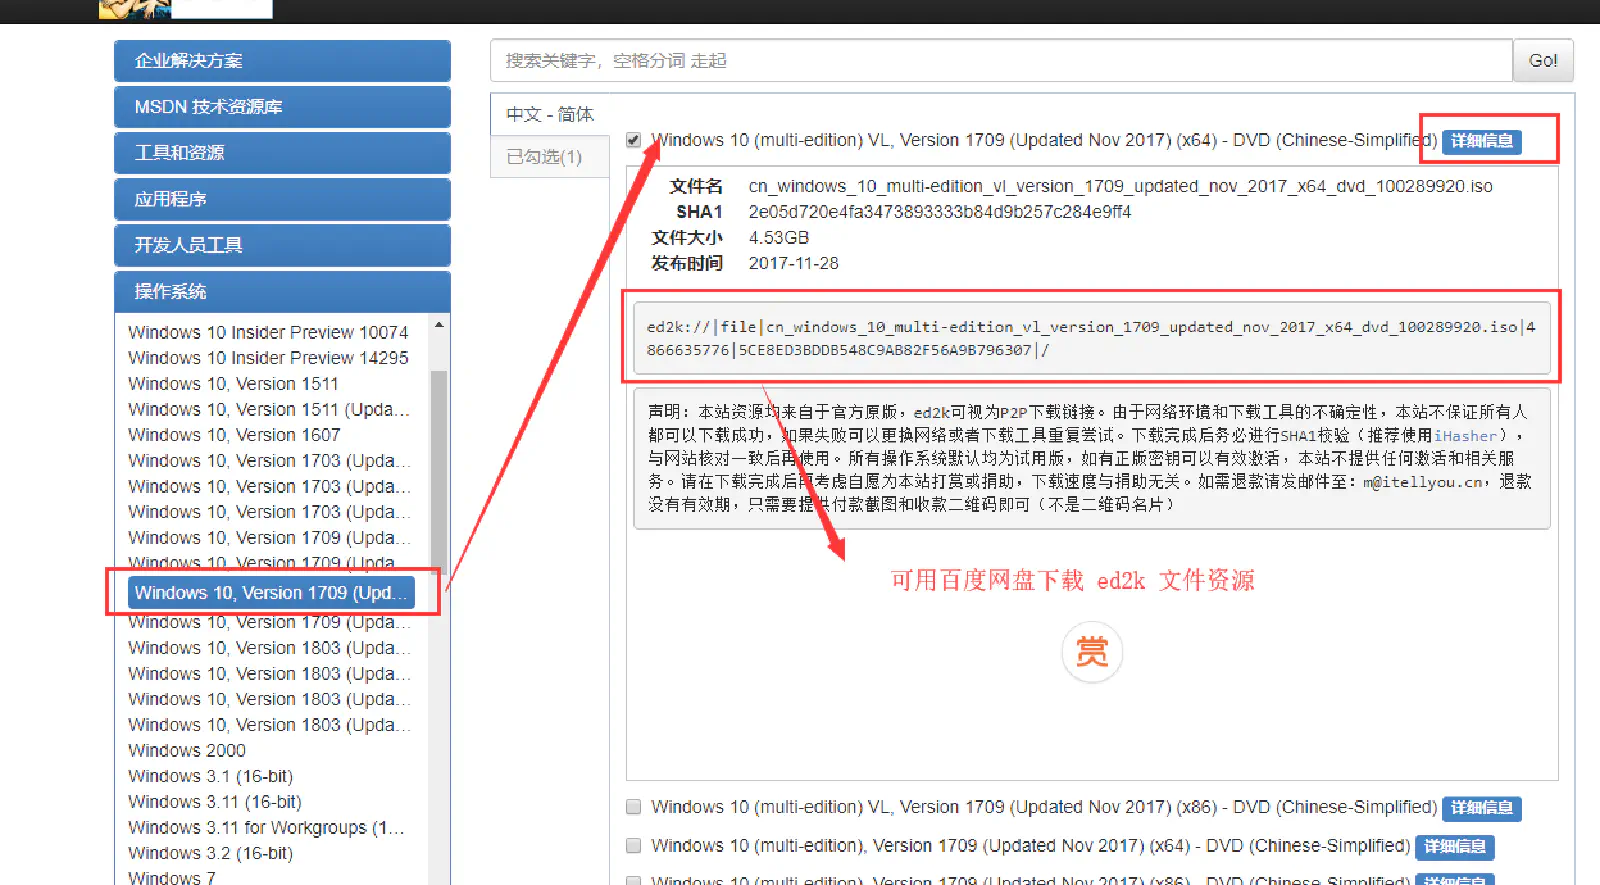 企业解决方案
MSDN 技术资源库
工具和资源
应用程序
开发人员工具
操作系统
Windows 10 Insider Preview 10074
Windows 10 Insider Preview 14295
Windows 10, Version 1511
Windows 10, Version 1511 (Upda...
Windows 10, Version 1607
Windows 10, Version 1703 (Upda...
Windows 10, Version 1703 (Upda...
Windows 10, Version 1703 (Upda...
Windows 10, Version 1709 (Upda...
Windows 10, Version 1709 (Upda...
Windows 10, Version 1709 (Upd...
Windows 10, Version 1709 (Upda...
Windows 10, Version 1803 (Upda...
Windows 10, Version 1803 (Upda...
Windows 10, Version 1803 (Upda...
Windows 10, Version 1803 (Upda...
Windows 2000
Windows 3.1 (16-bit)
Windows 3.11 (16-bit)
Windows 3.11 for Workgroups (1...
Windows 3.2 (16-bit)
Windows 7
搜索关键字，空格分词 走起
Go!
中文 - 简体
已勾选(1)
Windows 10 (multi-edition) VL, Version 1709 (Updated Nov 2017) (x64) - DVD (Chinese-Simplified) 详细信息
文件名 cn_windows_10_multi-edition_vl_version_1709_updated_nov_2017_x64_dvd_100289920.iso
SHA1 2e05d720e4fa3473893333b84d9b257c284e9ff4
文件大小 4.53GB
发布时间 2017-11-28
ed2k://|file|cn_windows_10_multi-edition_vl_version_1709_updated_nov_2017_x64_dvd_100289920.iso|4
866635776|5CE8ED3BDDB548C9AB82F56A9B796307|/
声明：本站资源均来自于官方原版，ed2k可视为P2P下载链接。由于网络环境和下载工具的不确定性，本站不保证所有人
都可以下载成功，如果失败可以更换网络或者下载工具重复尝试。下载完成后务必进行SHA1校验（推荐使用iHasher），
与网站核对一致后再使用。所有操作系统默认均为试用版，如有正版密钥可以有效激活，本站不提供任何激活和相关服
务。请在下载完成后再考虑自愿为本站打赏或捐助，下载速度与捐助无关。如需退款请发邮件至：m@itellyou.cn，退款
没有有效期，只需要提供付款截图和收款二维码即可（不是二维码名片）
可用百度网盘下载 ed2k 文件资源
赏
Windows 10 (multi-edition) VL, Version 1709 (Updated Nov 2017) (x86) - DVD (Chinese-Simplified) 详细信息
Windows 10 (multi-edition), Version 1709 (Updated Nov 2017) (x64) - DVD (Chinese-Simplified) 详细信息
Windows 10 (multi-edition), Version 1709 (Updated Nov 2017) (x86) - DVD (Chinese-Simplified) 详细信息